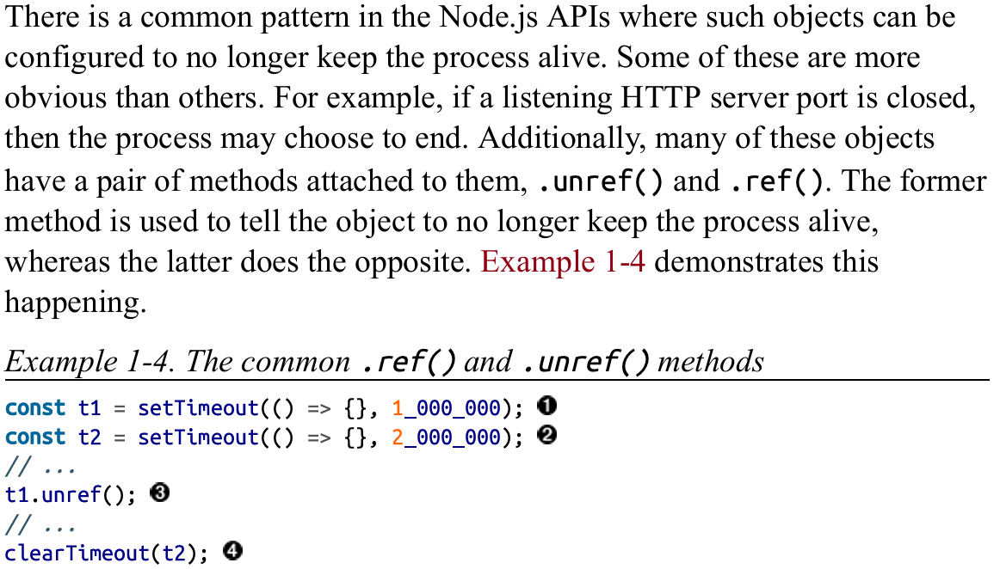 There is a common pattern in the Node.js APIs where such objects can be
configured to no longer keep the process alive. Some of these are more
obvious than others. For example, if a listening HTTP server port is closed,
then the process may choose to end. Additionally, many of these objects
have a pair of methods attached to them, .unref() and .ref(). The former
method is used to tell the object to no longer keep the process alive,
whereas the latter does the opposite. Example 1-4 demonstrates this
happening.
Example 1-4. The common .ref() and .unref() methods
const t1 = setTimeout(() => {}, 1_000_000); ❶
const t2 = setTimeout(() => {}, 2_000_000); ❷
// ...
t1.unref(); ❸
// ...
clearTimeout(t2); ❹